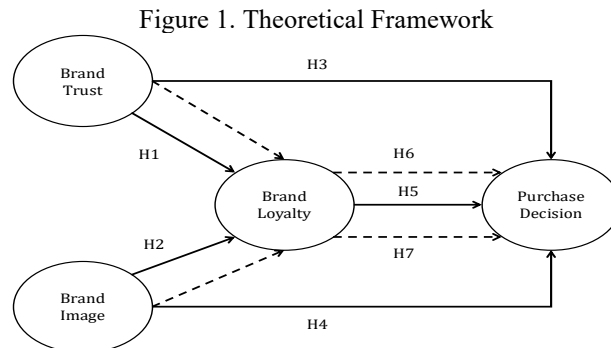 Figure 1. Theoretical Framework
Brand
Trust
H3
H1
H6
Brand
Loyalty
H5
Purchase
Decision
H2
H7
Brand
Image
H4